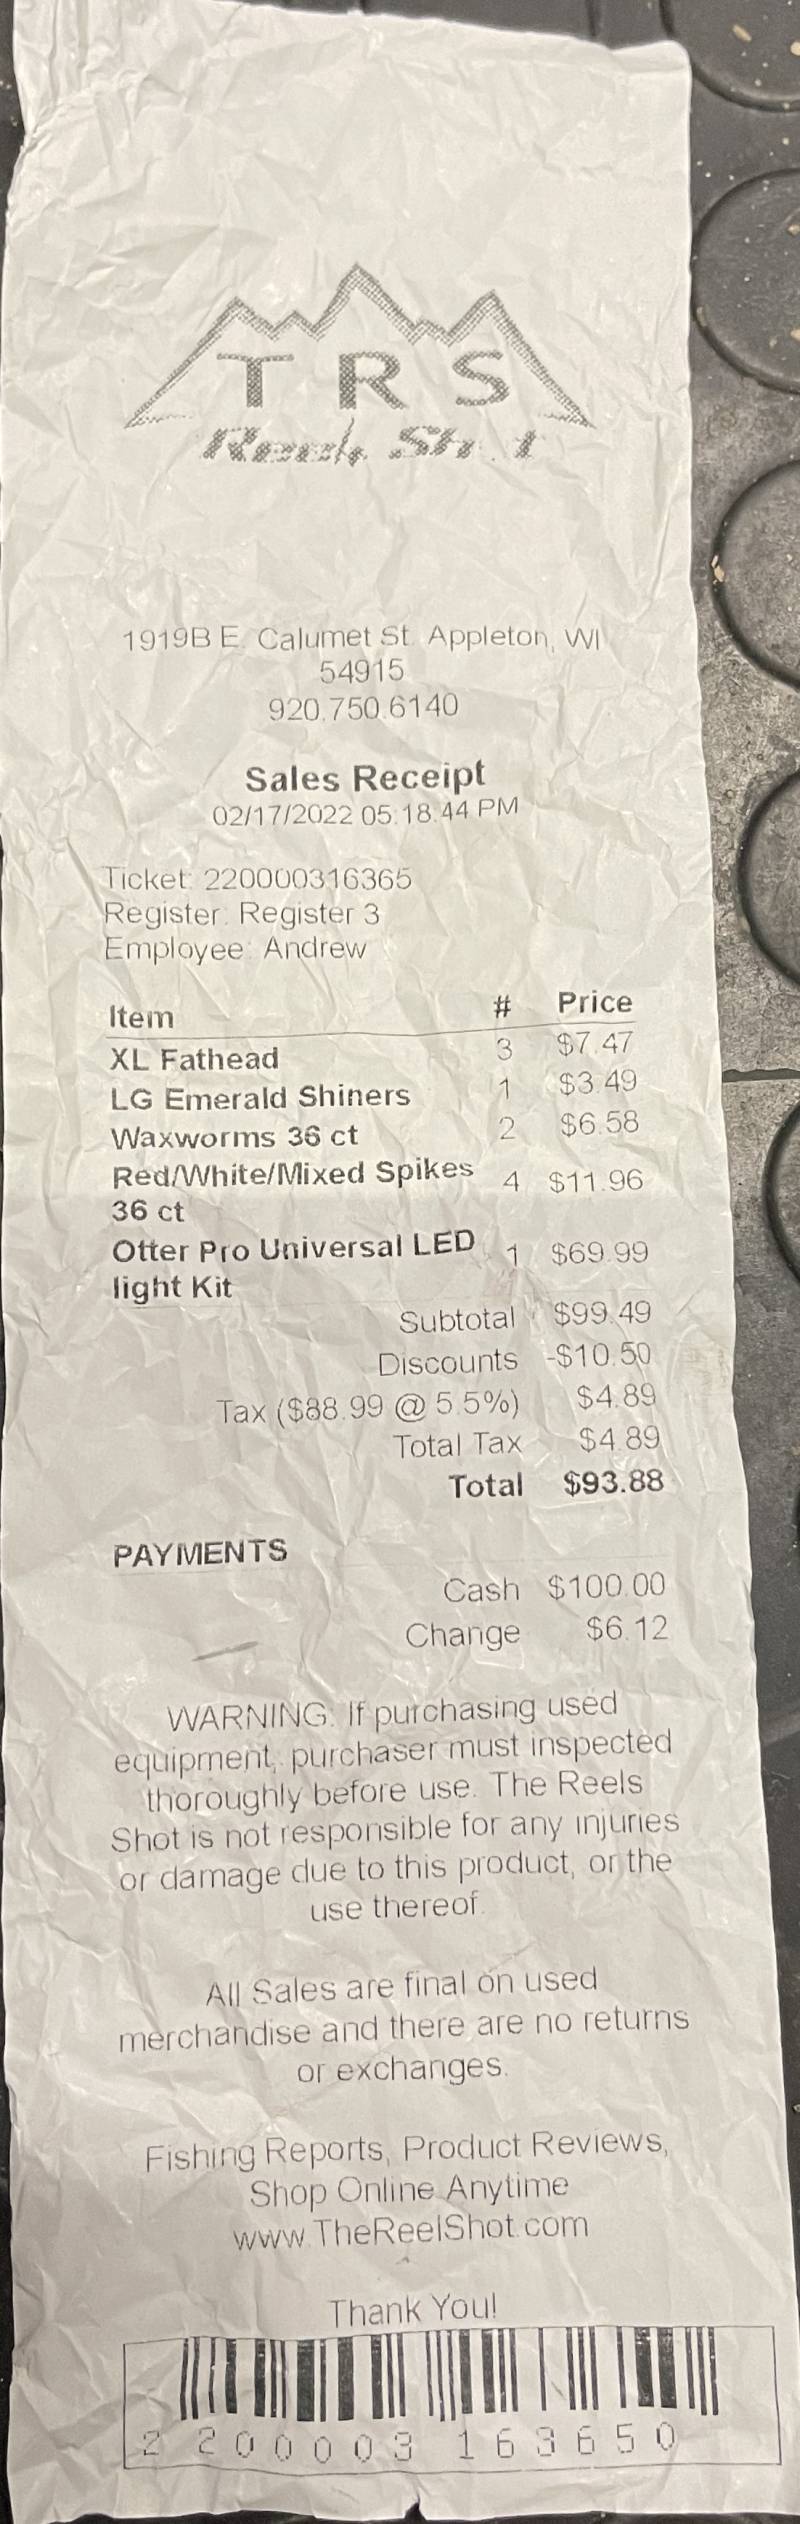 T R S
1919B E. Calumet St. Appleton, WI
54915
920.750.6140
Sales Receipt
02/17/2022 05:18:44 PM
Ticket: 220000316365
Register: Register 3
Employee: Andrew
Item # Price
XL Fathead 3 $7.47
LG Emerald Shiners 1 $3.49
Waxworms 36 ct 2 $6.58
Red/White/Mixed Spikes 4 $11.96
36 ct
Otter Pro Universal LED 1 $69.99
light Kit
Subtotal $99.49
Discounts -$10.50
Tax ($88.99 @ 5.5%) $4.89
Total Tax $4.89
Total $93.88
PAYMENTS
Cash $100.00
Change $6.12
WARNING: If purchasing used
equipment, purchaser must inspected
thoroughly before use. The Reels
Shot is not responsible for any injuries
or damage due to this product, or the
use thereof.
All Sales are final on used
merchandise and there are no returns
or exchanges.
Fishing Reports, Product Reviews,
Shop Online Anytime
www.TheReelShot.com
Thank You!
2 200003 163650